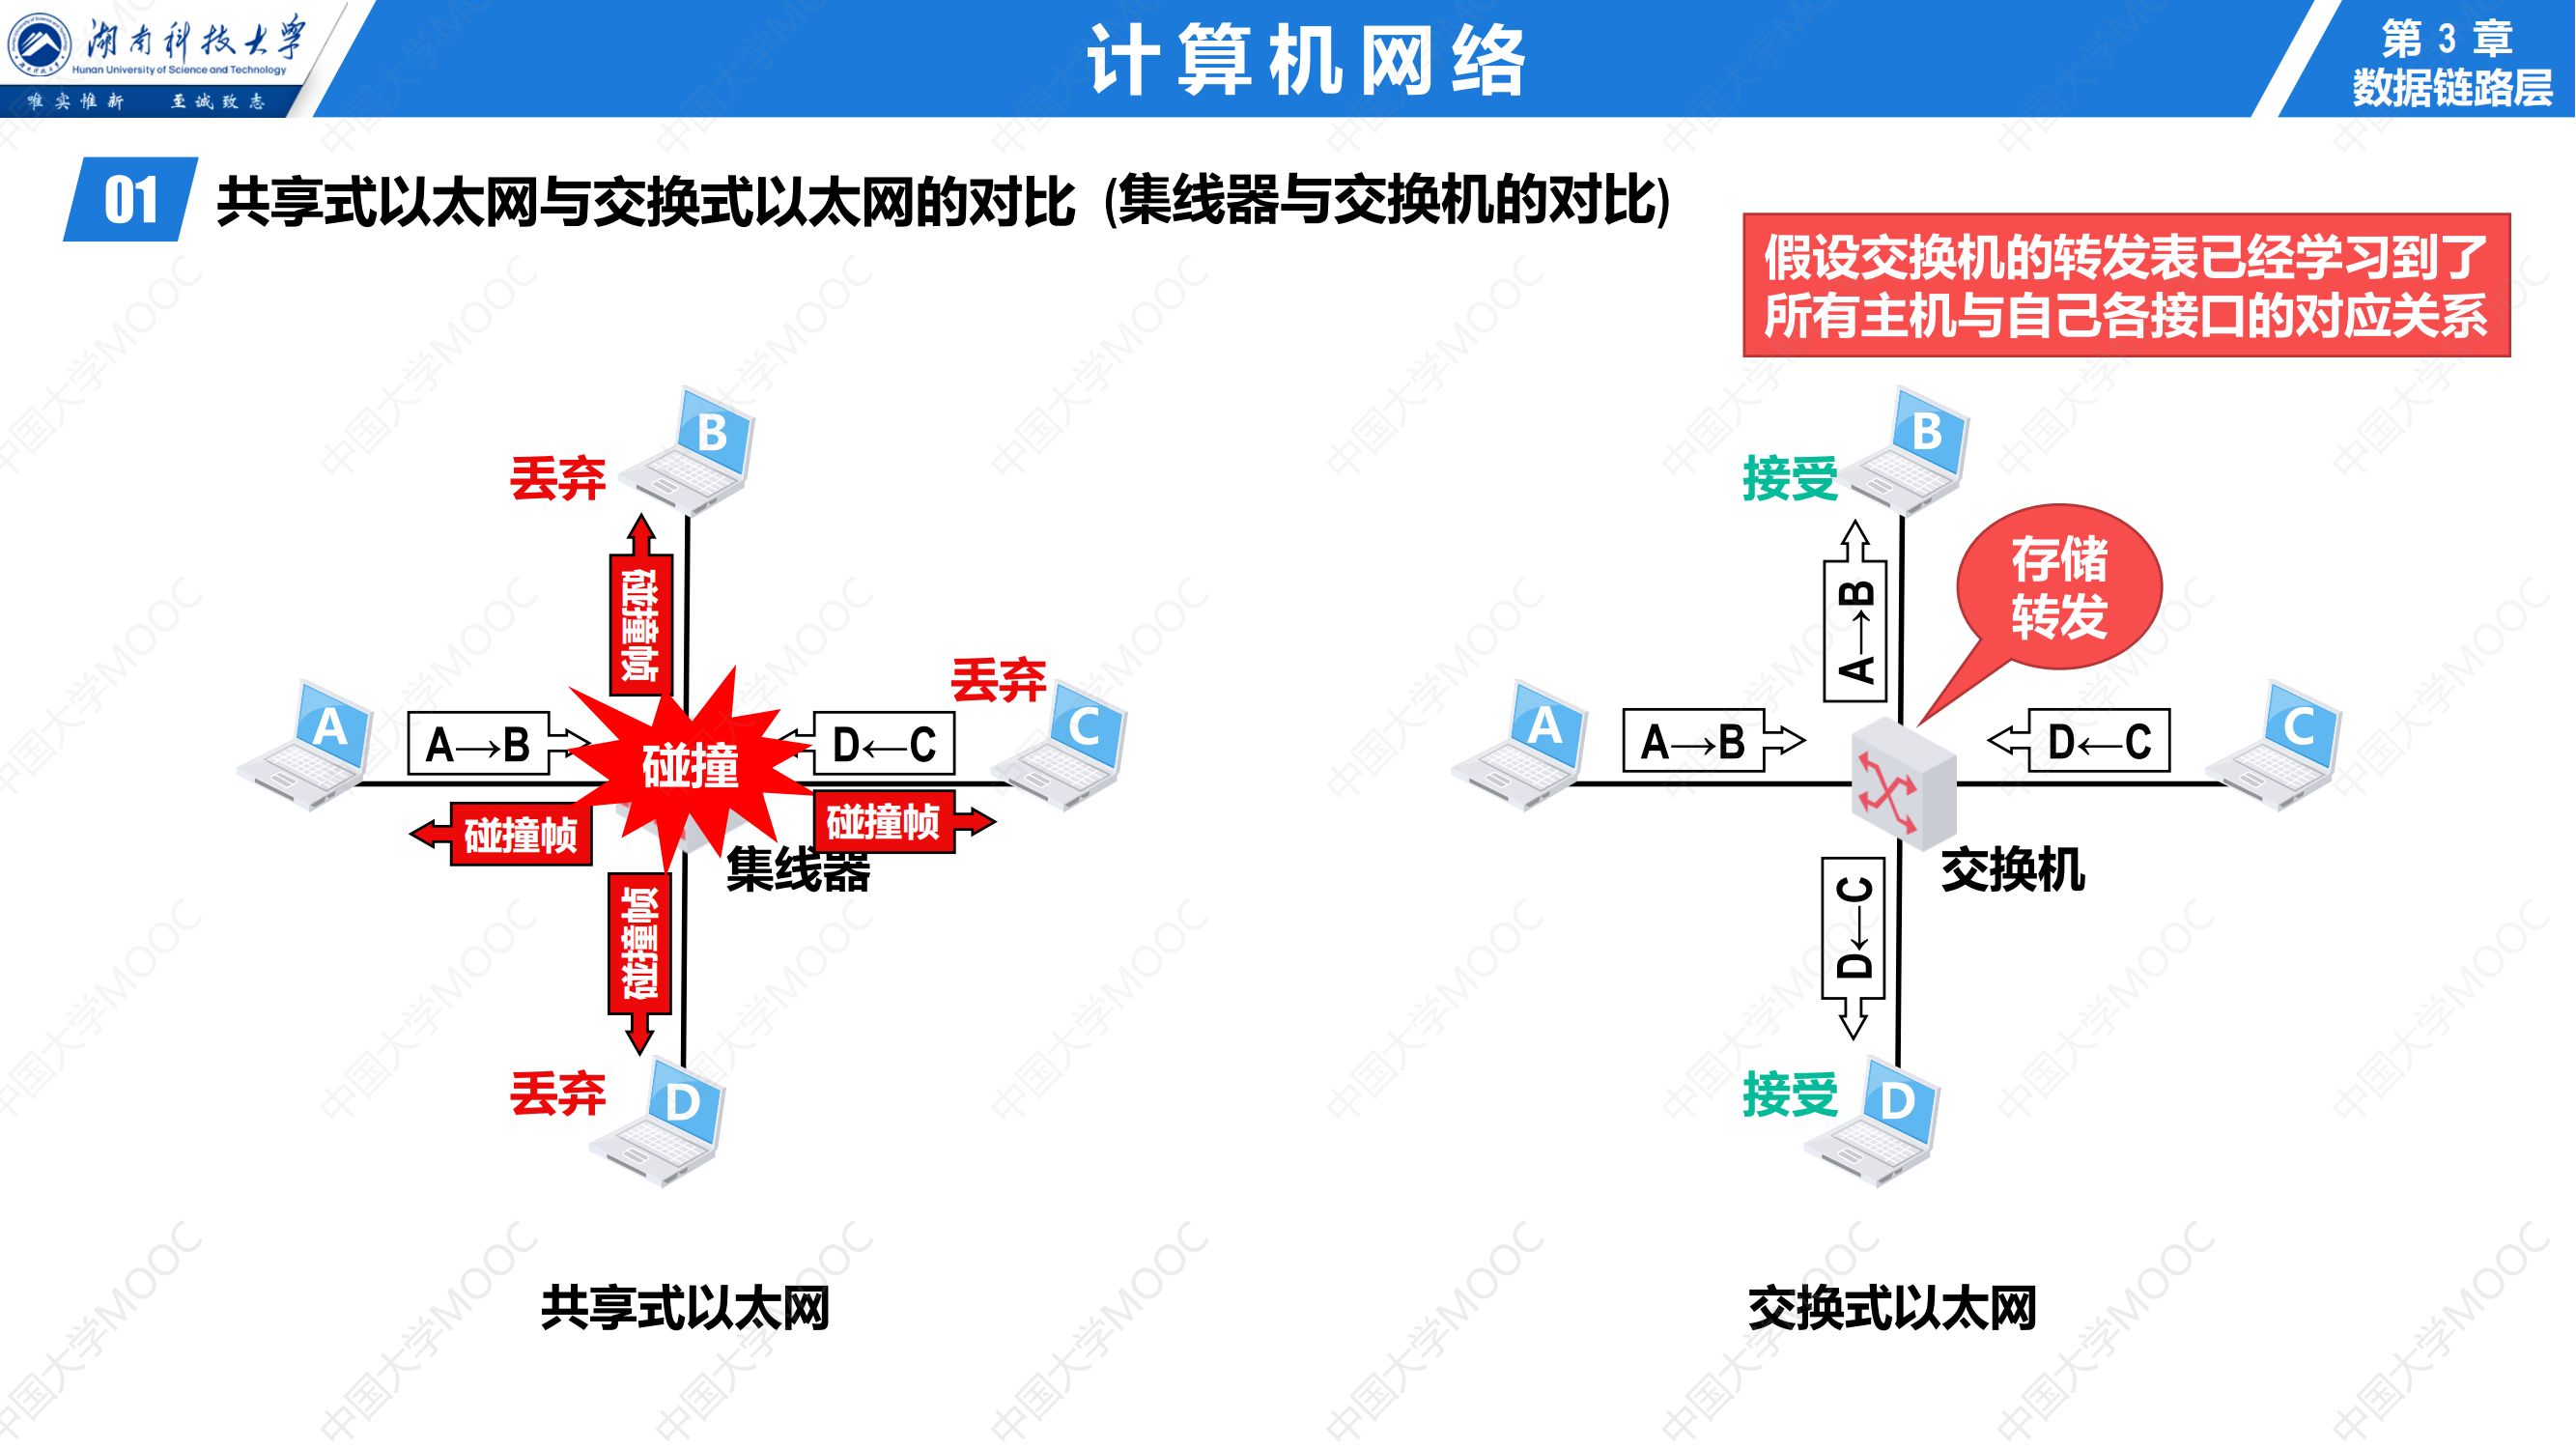 湖南科技大学
Hunan University of Science and Technology
唯实惟新 至诚致志
计算机网络
第 3 章
数据链路层
01
共享式以太网与交换式以太网的对比 (集线器与交换机的对比)
假设交换机的转发表已经学习到了
所有主机与自己各接口的对应关系
B
丢弃
碰撞帧
丢弃
A
A→B
碰撞
D←C
C
碰撞帧
碰撞帧
集线器
碰撞帧
丢弃
D
共享式以太网
B
接受
存储
转发
A→B
A
A→B
D←C
C
交换机
D←C
接受
D
交换式以太网
中国大学MOOC